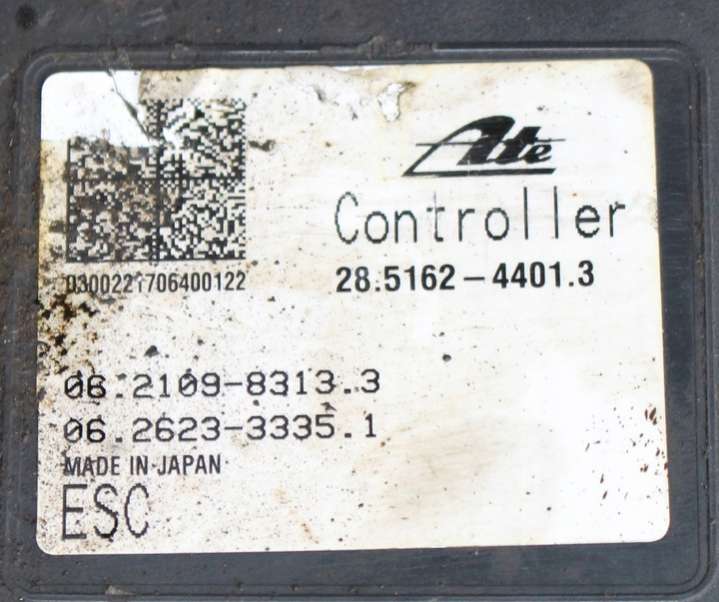 Ate
Controller
28.5162-4401.3
0300221706400122
06.2109-8313.3
06.2623-3335.1
MADE IN JAPAN
ESC